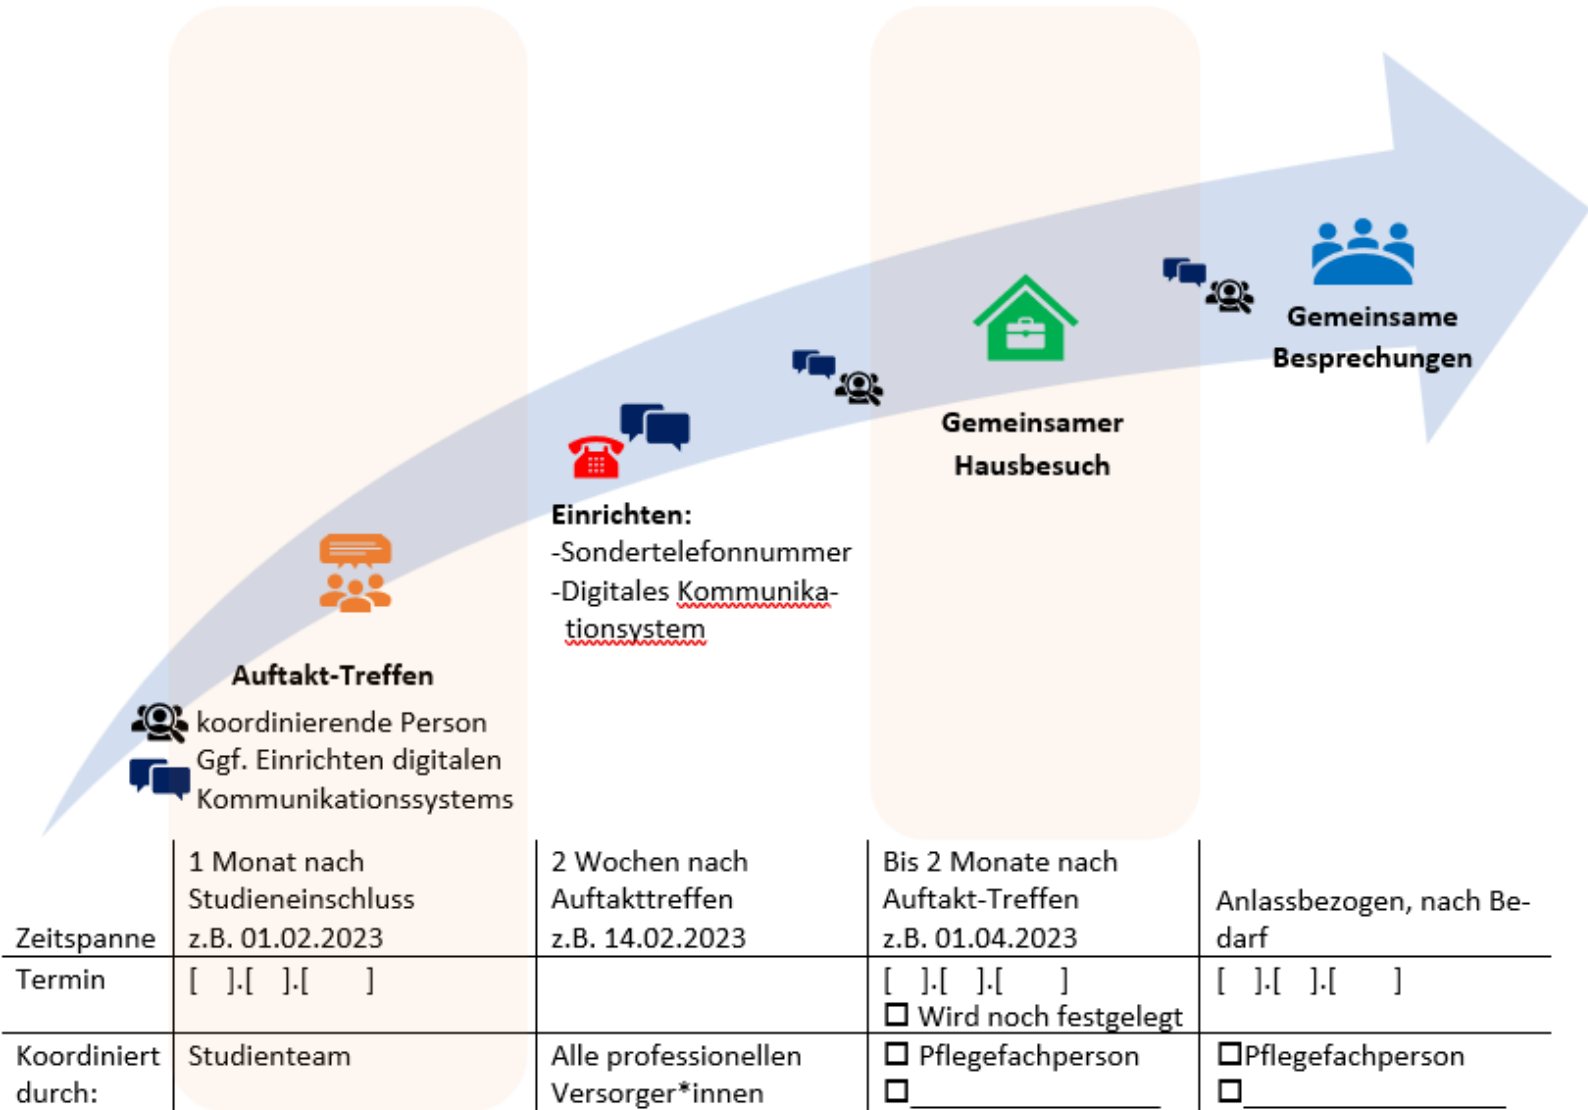 Gemeinsame
Besprechungen
Gemeinsamer
Hausbesuch
Einrichten:
-Sondertelefonnummer
-Digitales Kommunika-
tionsystem
Auftakt-Treffen
koordinierende Person
Ggf. Einrichten digitalen
Kommunikationssystems
Zeitspanne
1 Monat nach
Studieneinschluss
z.B. 01.02.2023
2 Wochen nach
Auftakttreffen
z.B. 14.02.2023
Bis 2 Monate nach
Auftakt-Treffen
z.B. 01.04.2023
Anlassbezogen, nach Be-
darf
Termin
[ ].[ ].[ ]
[ ].[ ].[ ]
☐ Wird noch festgelegt
[ ].[ ].[ ]
Koordiniert
durch:
Studienteam
Alle professionellen
Versorger*innen
☐ Pflegefachperson
☐___________________
☐Pflegefachperson
☐___________________